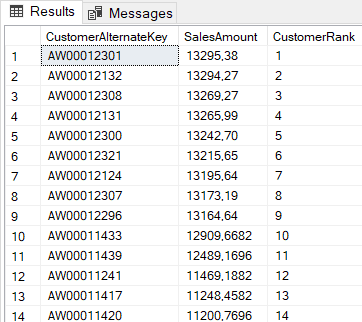 Results Messages
CustomerAlternateKey SalesAmount CustomerRank
1 AW00012301 13295,38 1
2 AW00012132 13294,27 2
3 AW00012308 13269,27 3
4 AW00012131 13265,99 4
5 AW00012300 13242,70 5
6 AW00012321 13215,65 6
7 AW00012124 13195,64 7
8 AW00012307 13173,19 8
9 AW00012296 13164,64 9
10 AW00011433 12909,6682 10
11 AW00011439 12489,1696 11
12 AW00011241 11469,1882 12
13 AW00011417 11248,4582 13
14 AW00011420 11200,7696 14